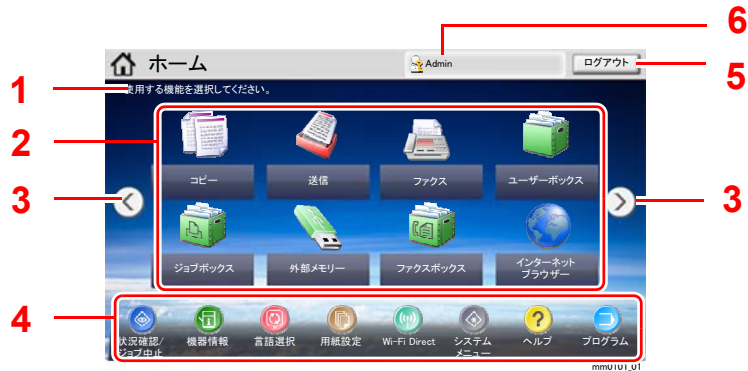 6
ホーム
Admin
ログアウト
5
1
使用する機能を選択してください。
2
コピー
送信
ファクス
ユーザーボックス
3
3
ジョブボックス
外部メモリー
ファクスボックス
インターネット
ブラウザー
4
状況確認/
ジョブ中止
機器情報
言語選択
用紙設定
Wi-Fi Direct
システム
メニュー
ヘルプ
プログラム
mm0101_01